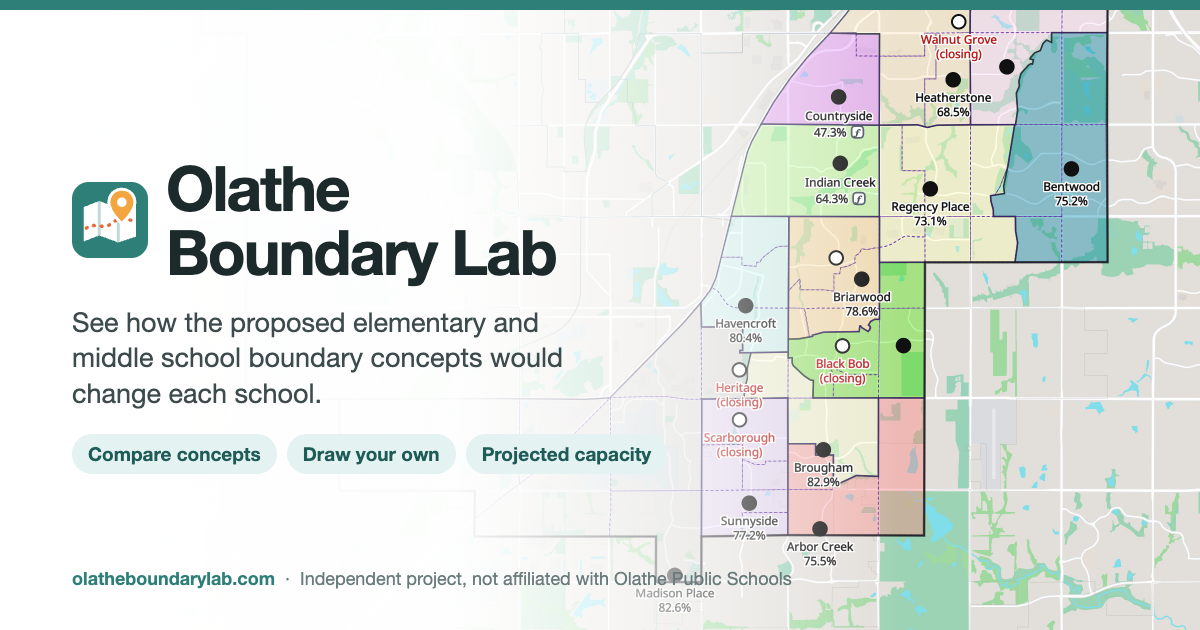 Olathe
Boundary Lab
See how the proposed elementary and
middle school boundary concepts would
change each school.
Compare concepts
Draw your own
Projected capacity
olatheboundarylab.com · Independent project, not affiliated with Olathe Public Schools
Walnut Grove
(closing)
Heatherstone
68.5%
Countryside
47.3% f
Indian Creek
64.3% f
Regency Place
73.1%
Bentwood
75.2%
Briarwood
78.6%
Havencroft
80.4%
Black Bob
(closing)
Heritage
(closing)
Scarborough
(closing)
Brougham
82.9%
Sunnyside
77.2%
Arbor Creek
75.5%
Madison Place
82.6%